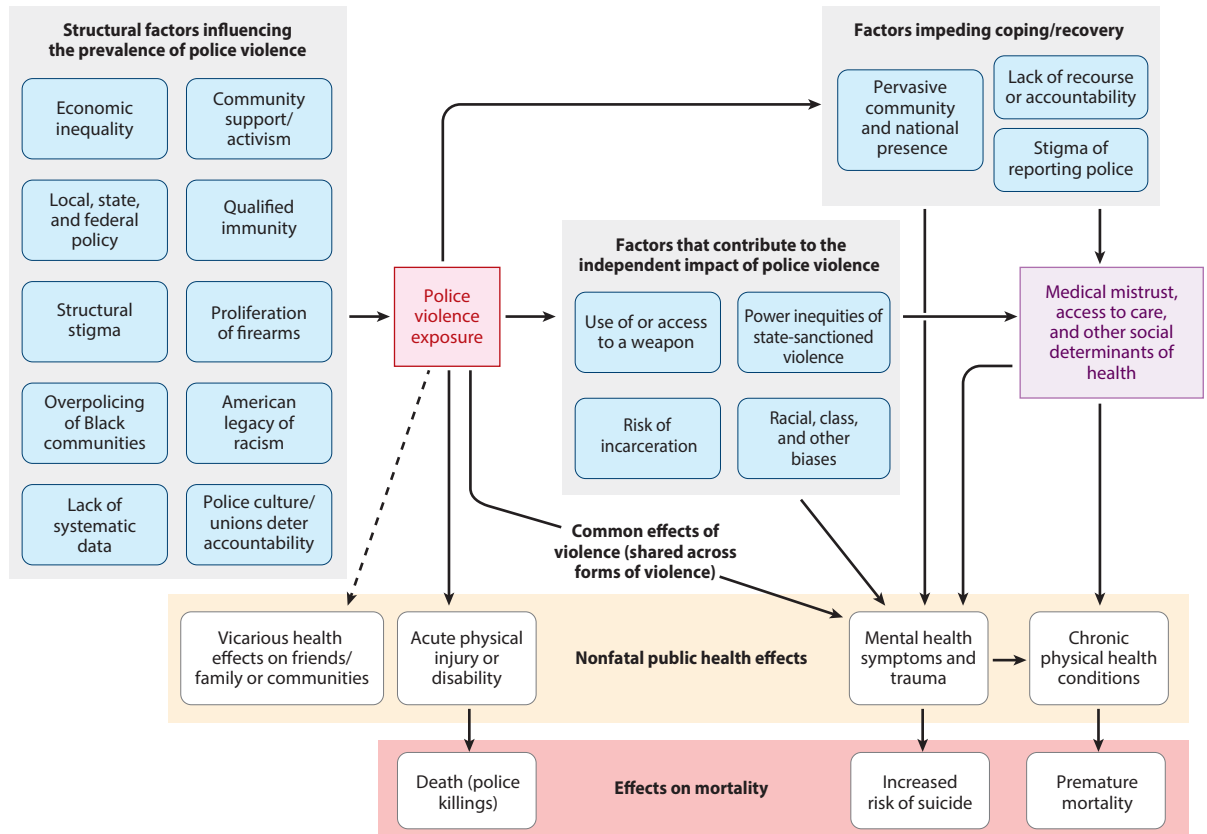 Structural factors influencing
the prevalence of police violence
Economic
inequality
Community
support/
activism
Local, state,
and federal
policy
Qualified
immunity
Structural
stigma
Proliferation
of firearms
Overpolicing
of Black
communities
American
legacy of
racism
Lack of
systematic
data
Police culture/
unions deter
accountability
Police
violence
exposure
Factors impeding coping/recovery
Pervasive
community
and national
presence
Lack of recourse
or accountability
Stigma of
reporting police
Factors that contribute to the
independent impact of police violence
Use of or access
to a weapon
Power inequities of
state-sanctioned
violence
Risk of
incarceration
Racial, class,
and other
biases
Medical mistrust,
access to care,
and other social
determinants of
health
Common effects of
violence (shared across
forms of violence)
Vicarious health
effects on friends/
family or communities
Acute physical
injury or
disability
Nonfatal public health effects
Mental health
symptoms and
trauma
Chronic
physical health
conditions
Death (police
killings)
Effects on mortality
Increased
risk of suicide
Premature
mortality